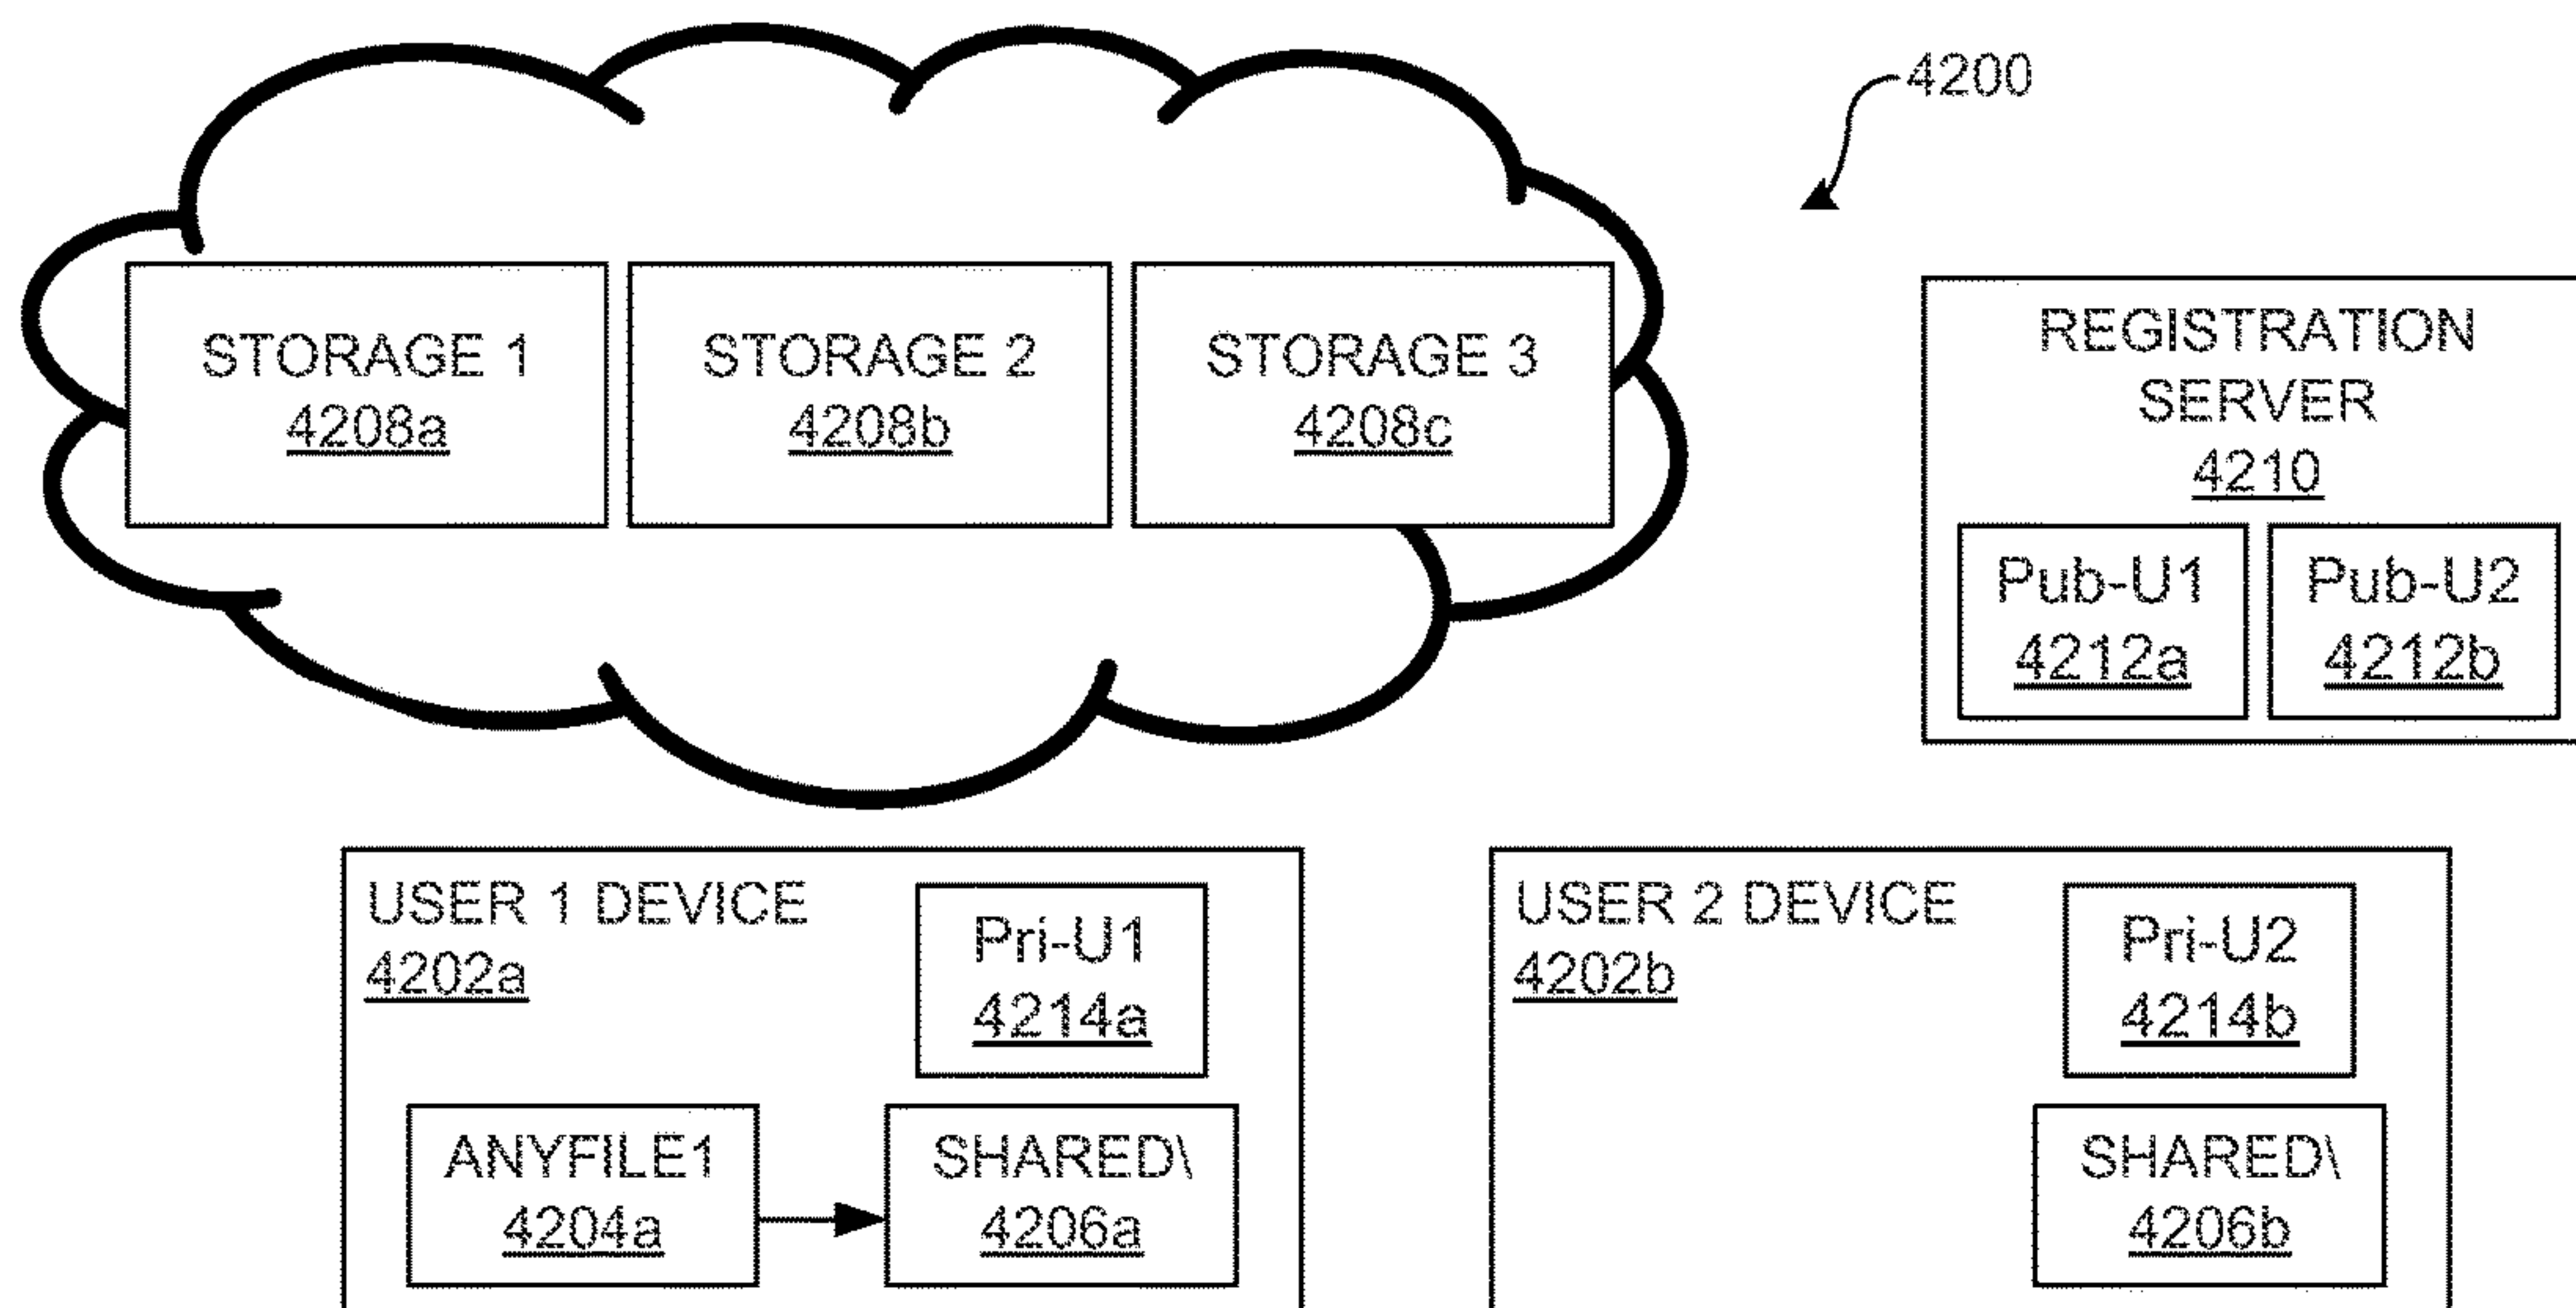 4200
STORAGE 1
4208a
STORAGE 2
4208b
STORAGE 3
4208c
REGISTRATION
SERVER
4210
Pub-U1
4212a
Pub-U2
4212b
USER 1 DEVICE
4202a
Pri-U1
4214a
ANYFILE1
4204a
SHARED\
4206a
USER 2 DEVICE
4202b
Pri-U2
4214b
SHARED\
4206b